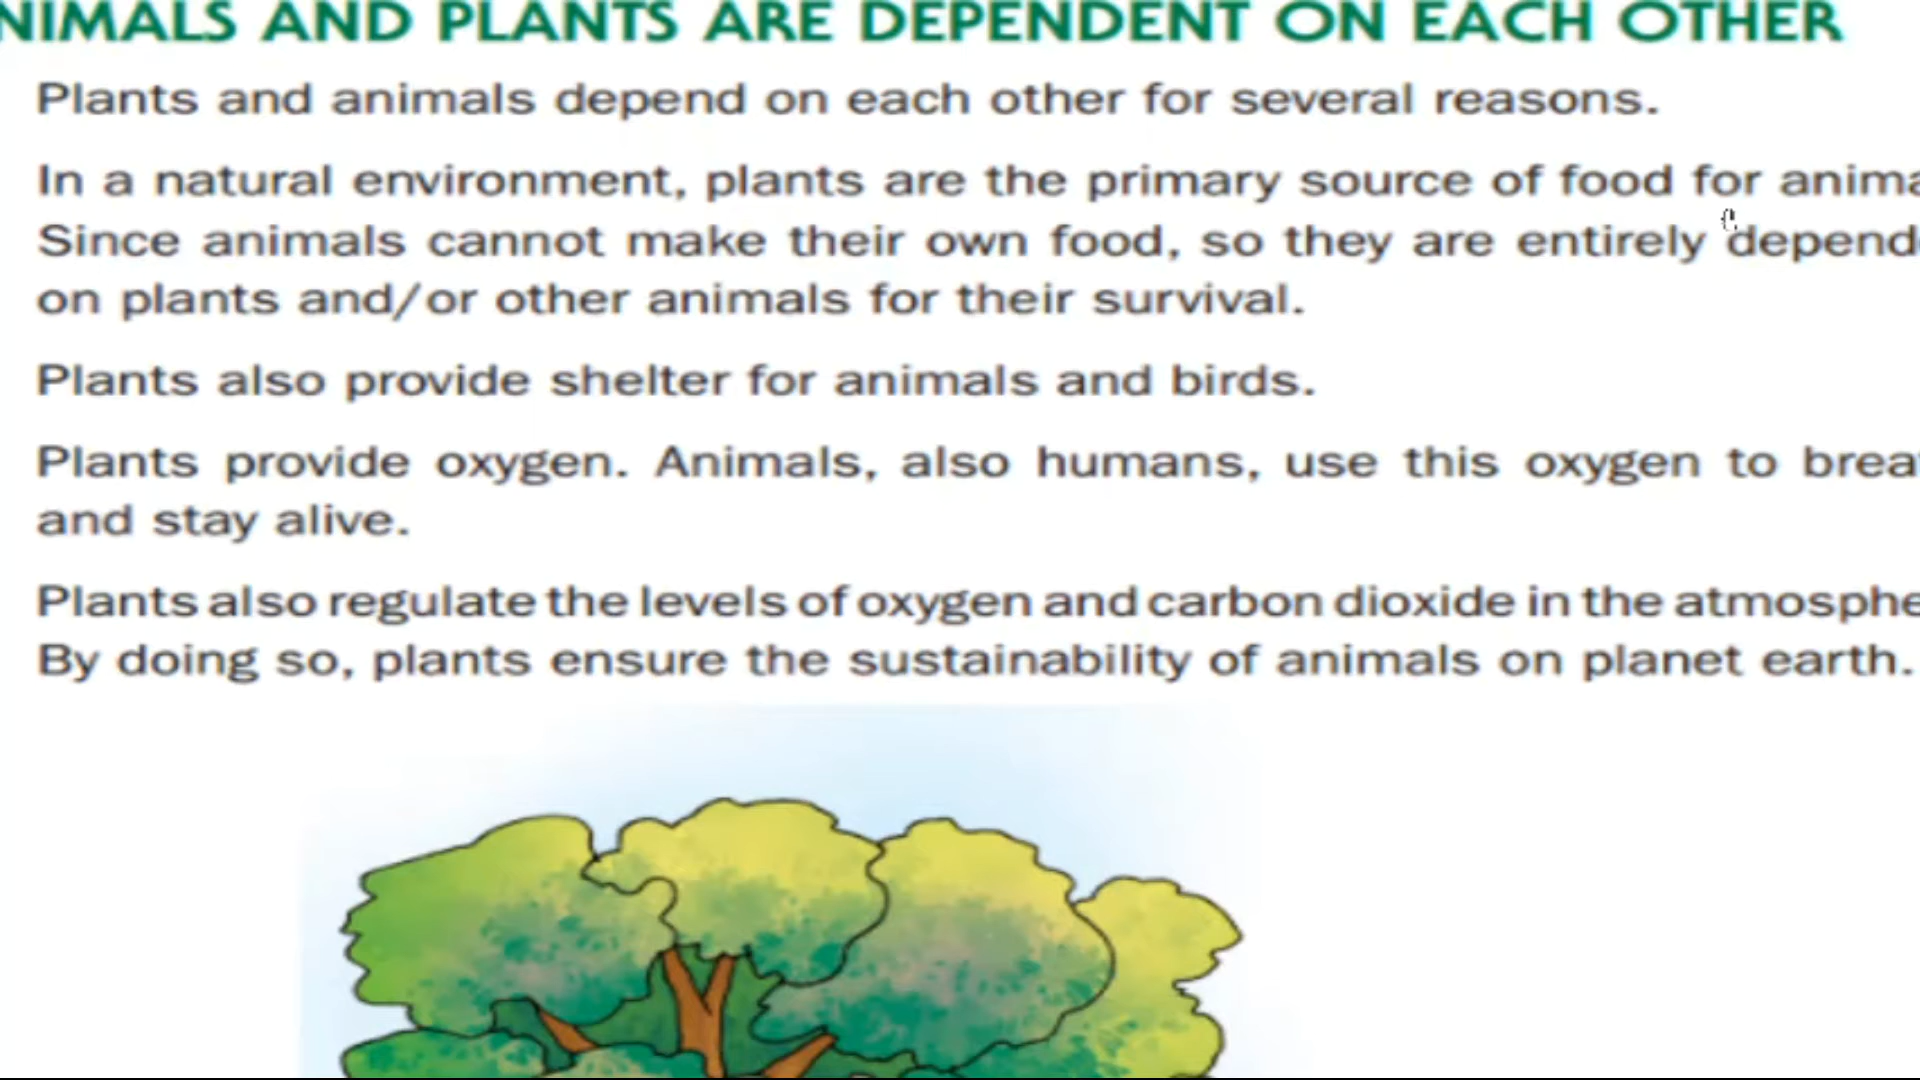 NIMALS AND PLANTS ARE DEPENDENT ON EACH OTHER
Plants and animals depend on each other for several reasons.
In a natural environment, plants are the primary source of food for anima
Since animals cannot make their own food, so they are entirely depend
on plants and/or other animals for their survival.
Plants also provide shelter for animals and birds.
Plants provide oxygen. Animals, also humans, use this oxygen to brea
and stay alive.
Plants also regulate the levels of oxygen and carbon dioxide in the atmosphe
By doing so, plants ensure the sustainability of animals on planet earth.